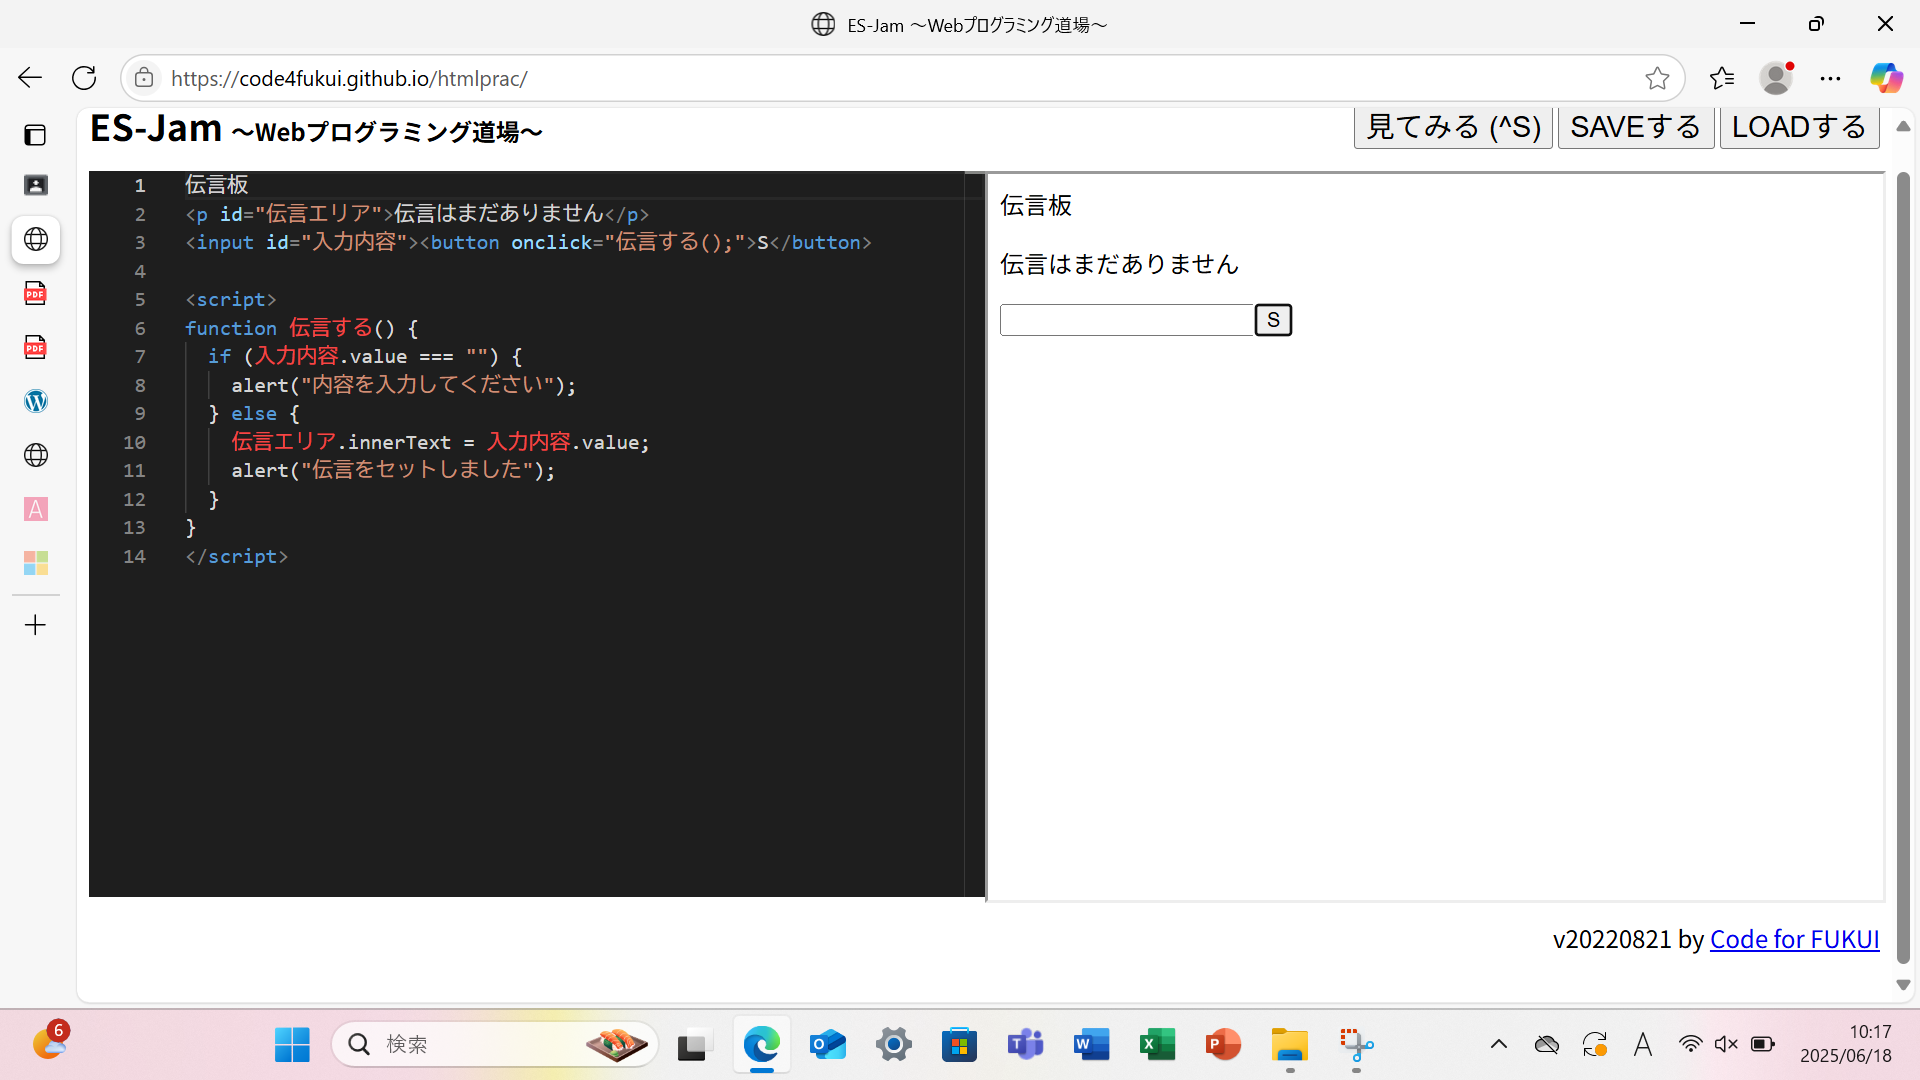 ES-Jam ～Webプログラミング道場～
https://code4fukui.github.io/htmlprac/
ES-Jam ～Webプログラミング道場～
見てみる (^S)
SAVEする
LOADする
1 伝言板
2 <p id="伝言エリア">伝言はまだありません</p>
3 <input id="入力内容"><button onclick="伝言する();">S</button>
4
5 <script>
6 function 伝言する() {
7 if (入力内容.value === "") {
8 alert("内容を入力してください");
9 } else {
10 伝言エリア.innerText = 入力内容.value;
11 alert("伝言をセットしました");
12 }
13 }
14 </script>
伝言板
伝言はまだありません
S
v20220821 by Code for FUKUI
PDF
PDF
A
6
検索
A
10:17
2025/06/18